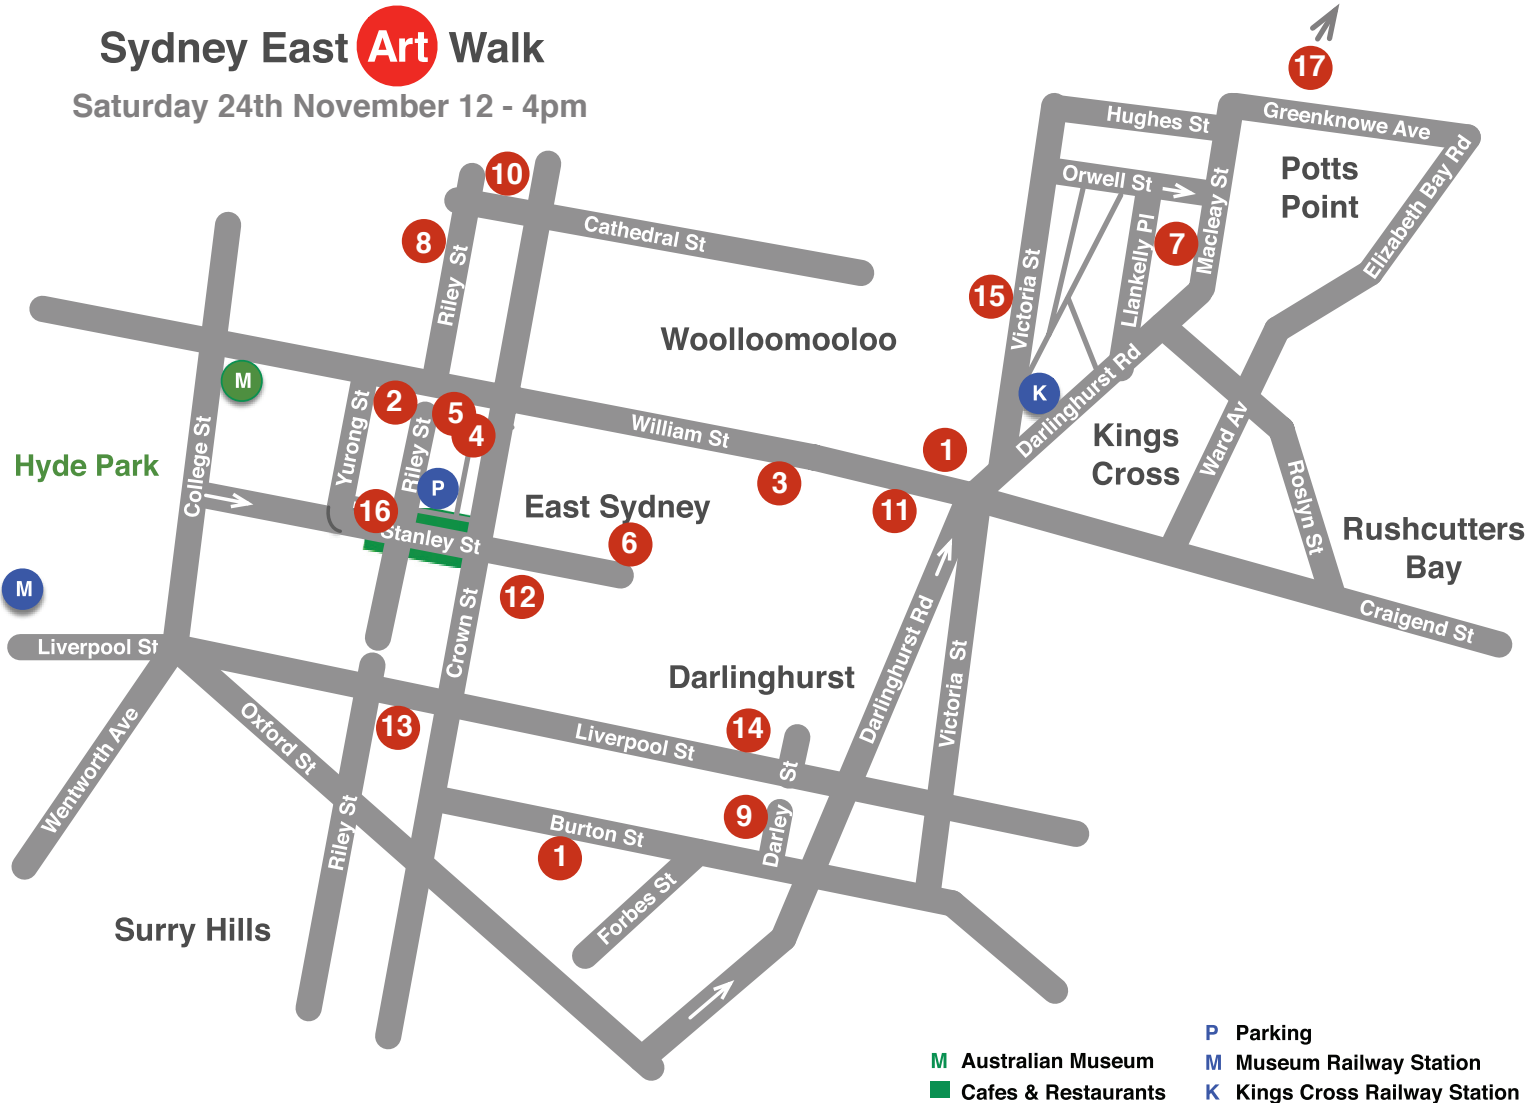 Sydney East Art Walk
Saturday 24th November 12 - 4pm
17
Hughes St
Greenknowe Ave
10
Orwell St
Potts
Point
Elizabeth Bay Rd
Macleay St
Llankelly Pl
7
Cathedral St
8
Riley St
15
Victoria St
Woolloomooloo
M
K
Darlinghurst Rd
2
5
4
Yurong St
Riley St
William St
1
Kings
Cross
Ward Av
Hyde Park
College St
P
3
11
East Sydney
16
Stanley St
6
Roslyn St
Rushcutters
Bay
M
12
Craigend St
Liverpool St
Crown St
Darlinghurst Rd
Victoria St
Darlinghurst
13
14
Liverpool St
Oxford St
Wentworth Ave
St
Darley
9
Riley St
Burton St
1
Forbes St
Surry Hills
P Parking
M Australian Museum
M Museum Railway Station
Cafes & Restaurants
K Kings Cross Railway Station